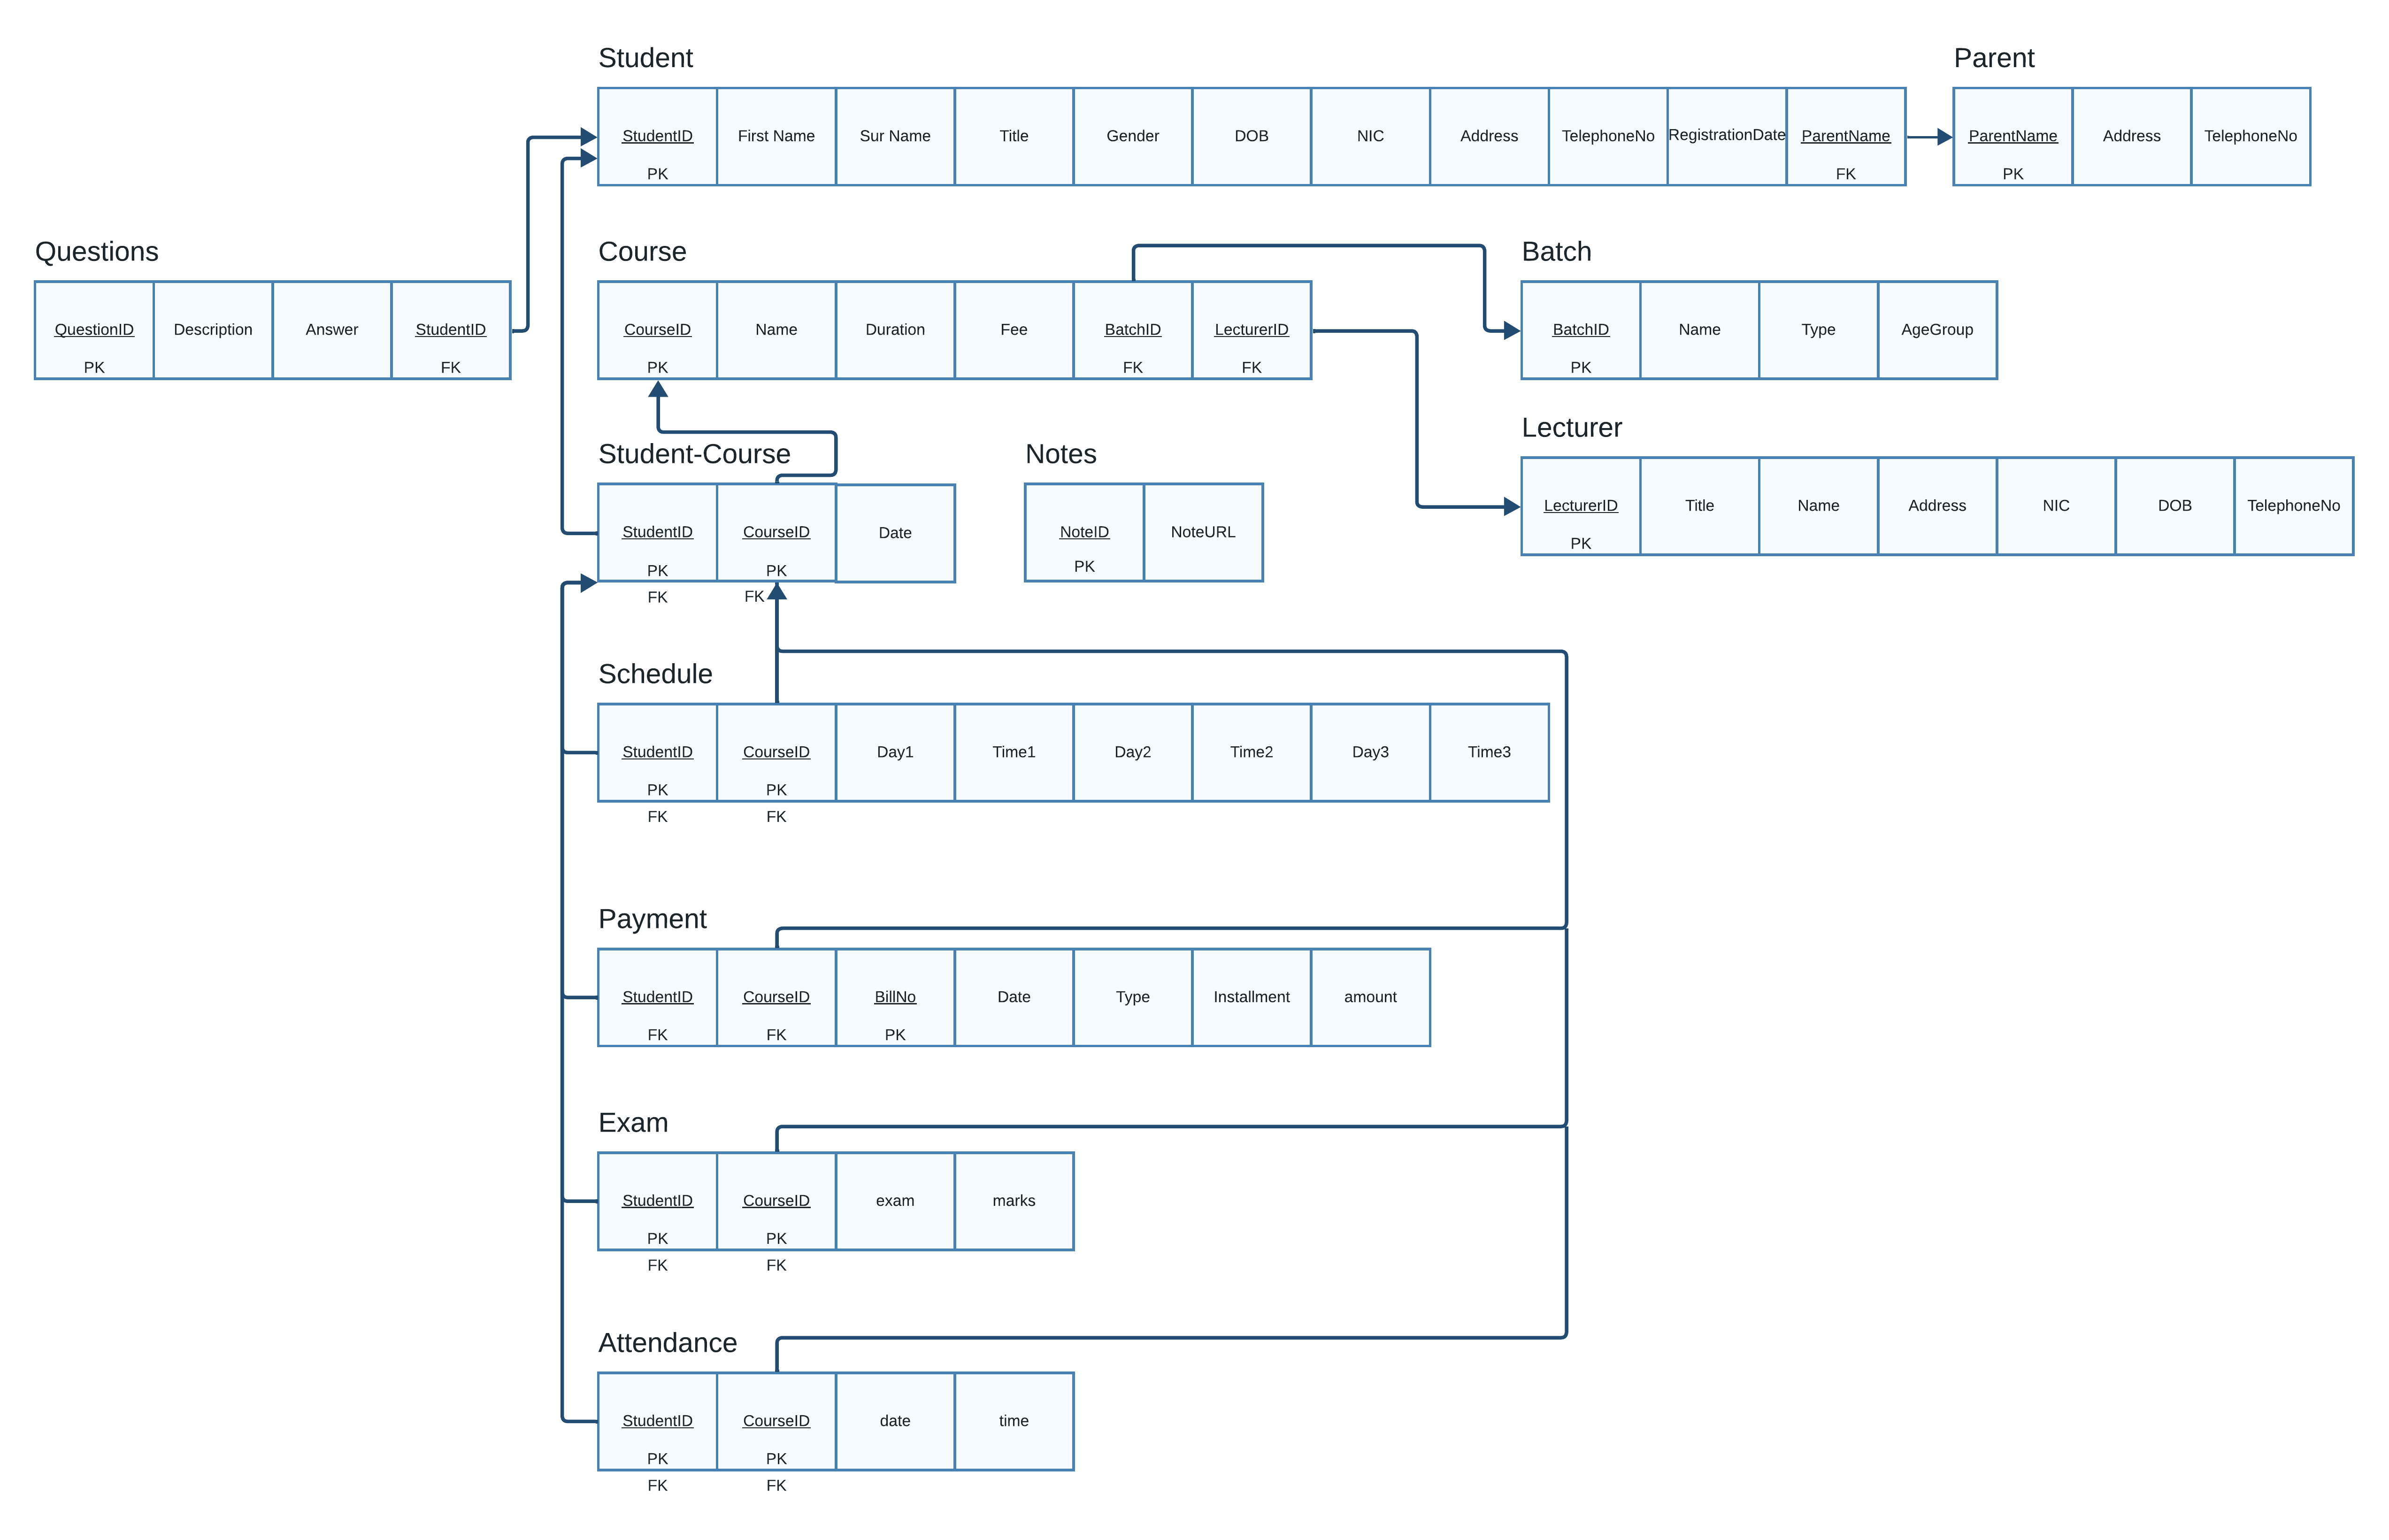 Student
StudentID First Name Sur Name Title Gender DOB NIC Address TelephoneNo RegistrationDate ParentName
PK FK
Parent
ParentName Address TelephoneNo
PK
Questions
QuestionID Description Answer StudentID
PK FK
Course
CourseID Name Duration Fee BatchID LecturerID
PK FK FK
Batch
BatchID Name Type AgeGroup
PK
Lecturer
LecturerID Title Name Address NIC DOB TelephoneNo
PK
Student-Course
StudentID CourseID Date
PK PK
FK FK
Notes
NoteID NoteURL
PK
Schedule
StudentID CourseID Day1 Time1 Day2 Time2 Day3 Time3
PK PK
FK FK
Payment
StudentID CourseID BillNo Date Type Installment amount
FK FK PK
Exam
StudentID CourseID exam marks
PK PK
FK FK
Attendance
StudentID CourseID date time
PK PK
FK FK